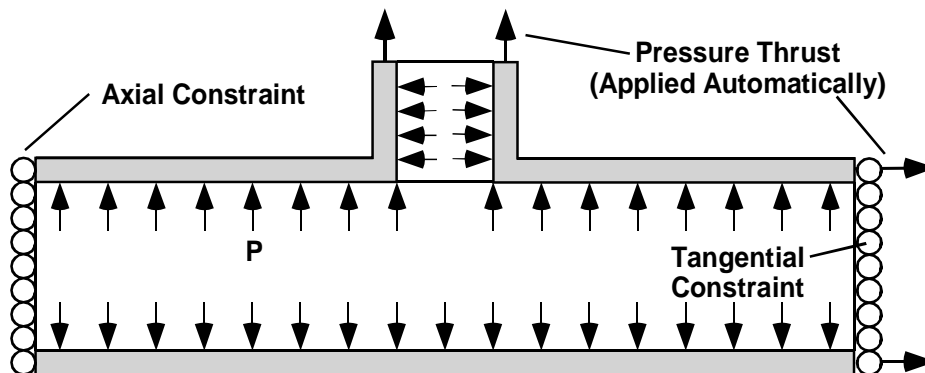 Pressure Thrust
(Applied Automatically)
Axial Constraint
P
Tangential
Constraint